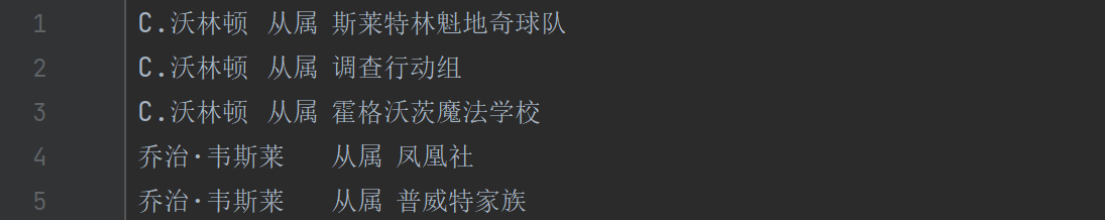 1 C.沃林顿 从属 斯莱特林魁地奇球队
2 C.沃林顿 从属 调查行动组
3 C.沃林顿 从属 霍格沃茨魔法学校
4 乔治·韦斯莱 从属 凤凰社
5 乔治·韦斯莱 从属 普威特家族